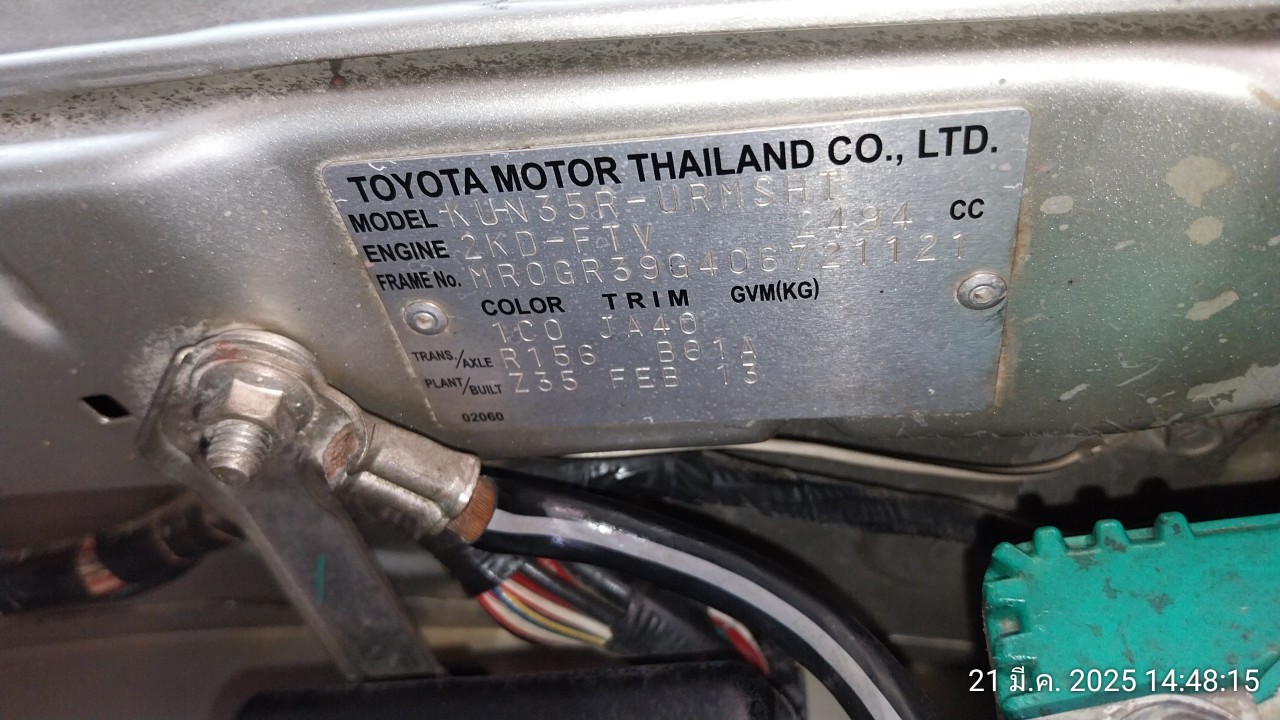 TOYOTA MOTOR THAILAND CO., LTD.
MODEL KUN35R-URMSHT
ENGINE 2KD-FTV 2494 CC
FRAME No. MR0GR39G406721121
COLOR TRIM GVM(KG)
1C0 JA40
TRANS./AXLE R156 B61A
PLANT/BUILT Z35 FEB 13
02060
21 มี.ค. 2025 14:48:15